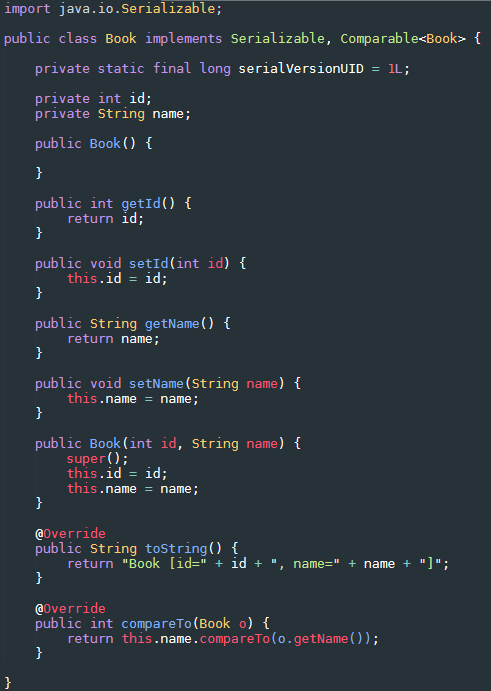 import java.io.Serializable;
public class Book implements Serializable, Comparable<Book> {
private static final long serialVersionUID = 1L;
private int id;
private String name;
public Book() {
}
public int getId() {
return id;
}
public void setId(int id) {
this.id = id;
}
public String getName() {
return name;
}
public void setName(String name) {
this.name = name;
}
public Book(int id, String name) {
super();
this.id = id;
this.name = name;
}
@Override
public String toString() {
return "Book [id=" + id + ", name=" + name + "]";
}
@Override
public int compareTo(Book o) {
return this.name.compareTo(o.getName());
}
}